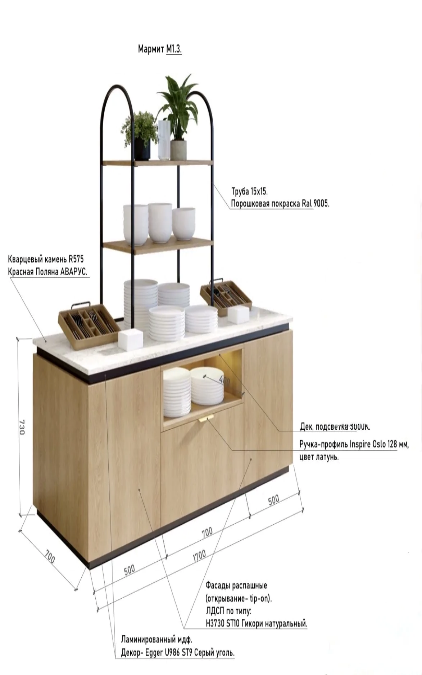 Мармит М1.3.
Труба 15х15.
Порошковая покраска Ral 9005.
Кварцевый камень R575
Красная Поляна АВАРУС.
Дек. подсветка 3000К.
Ручка-профиль Inspire Oslo 128 мм,
цвет латунь.
730
700
500
700
500
1700
Фасады распашные
(открывание- tip-on).
ЛДСП по типу:
H3730 ST10 Гикори натуральный.
Ламинированный мдф.
Декор- Egger U986 ST9 Серый уголь.